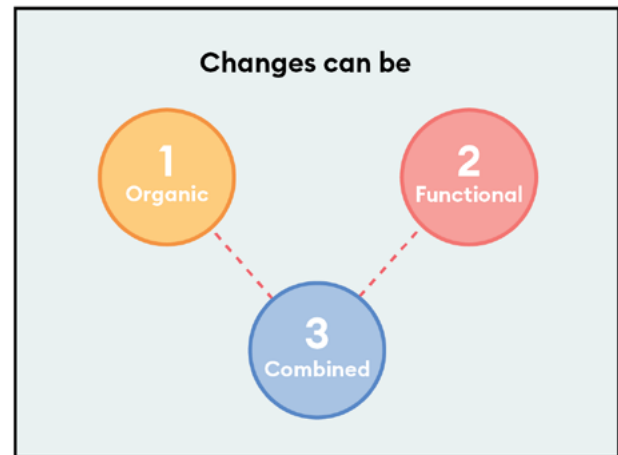 Changes can be
1
Organic
2
Functional
3
Combined